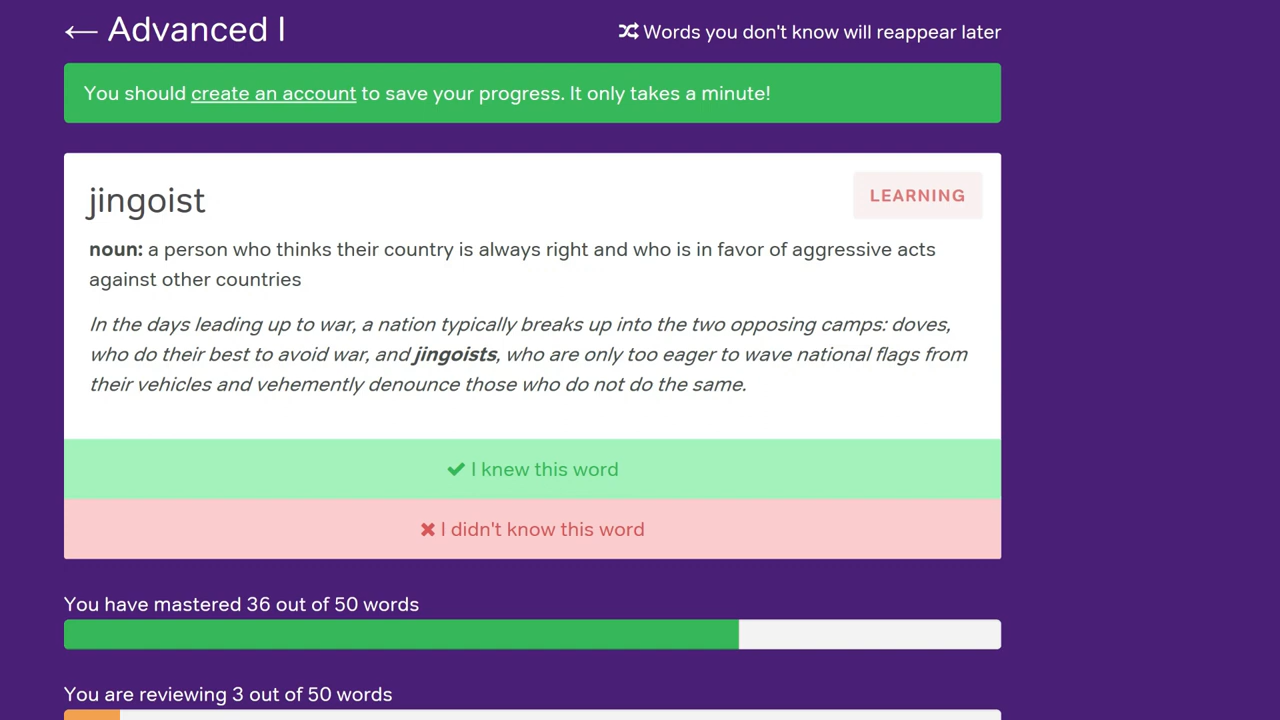 ← Advanced I
Words you don't know will reappear later
You should create an account to save your progress. It only takes a minute!
jingoist
LEARNING
noun: a person who thinks their country is always right and who is in favor of aggressive acts
against other countries
In the days leading up to war, a nation typically breaks up into the two opposing camps: doves,
who do their best to avoid war, and jingoists, who are only too eager to wave national flags from
their vehicles and vehemently denounce those who do not do the same.
✔ I knew this word
✖ I didn't know this word
You have mastered 36 out of 50 words
You are reviewing 3 out of 50 words